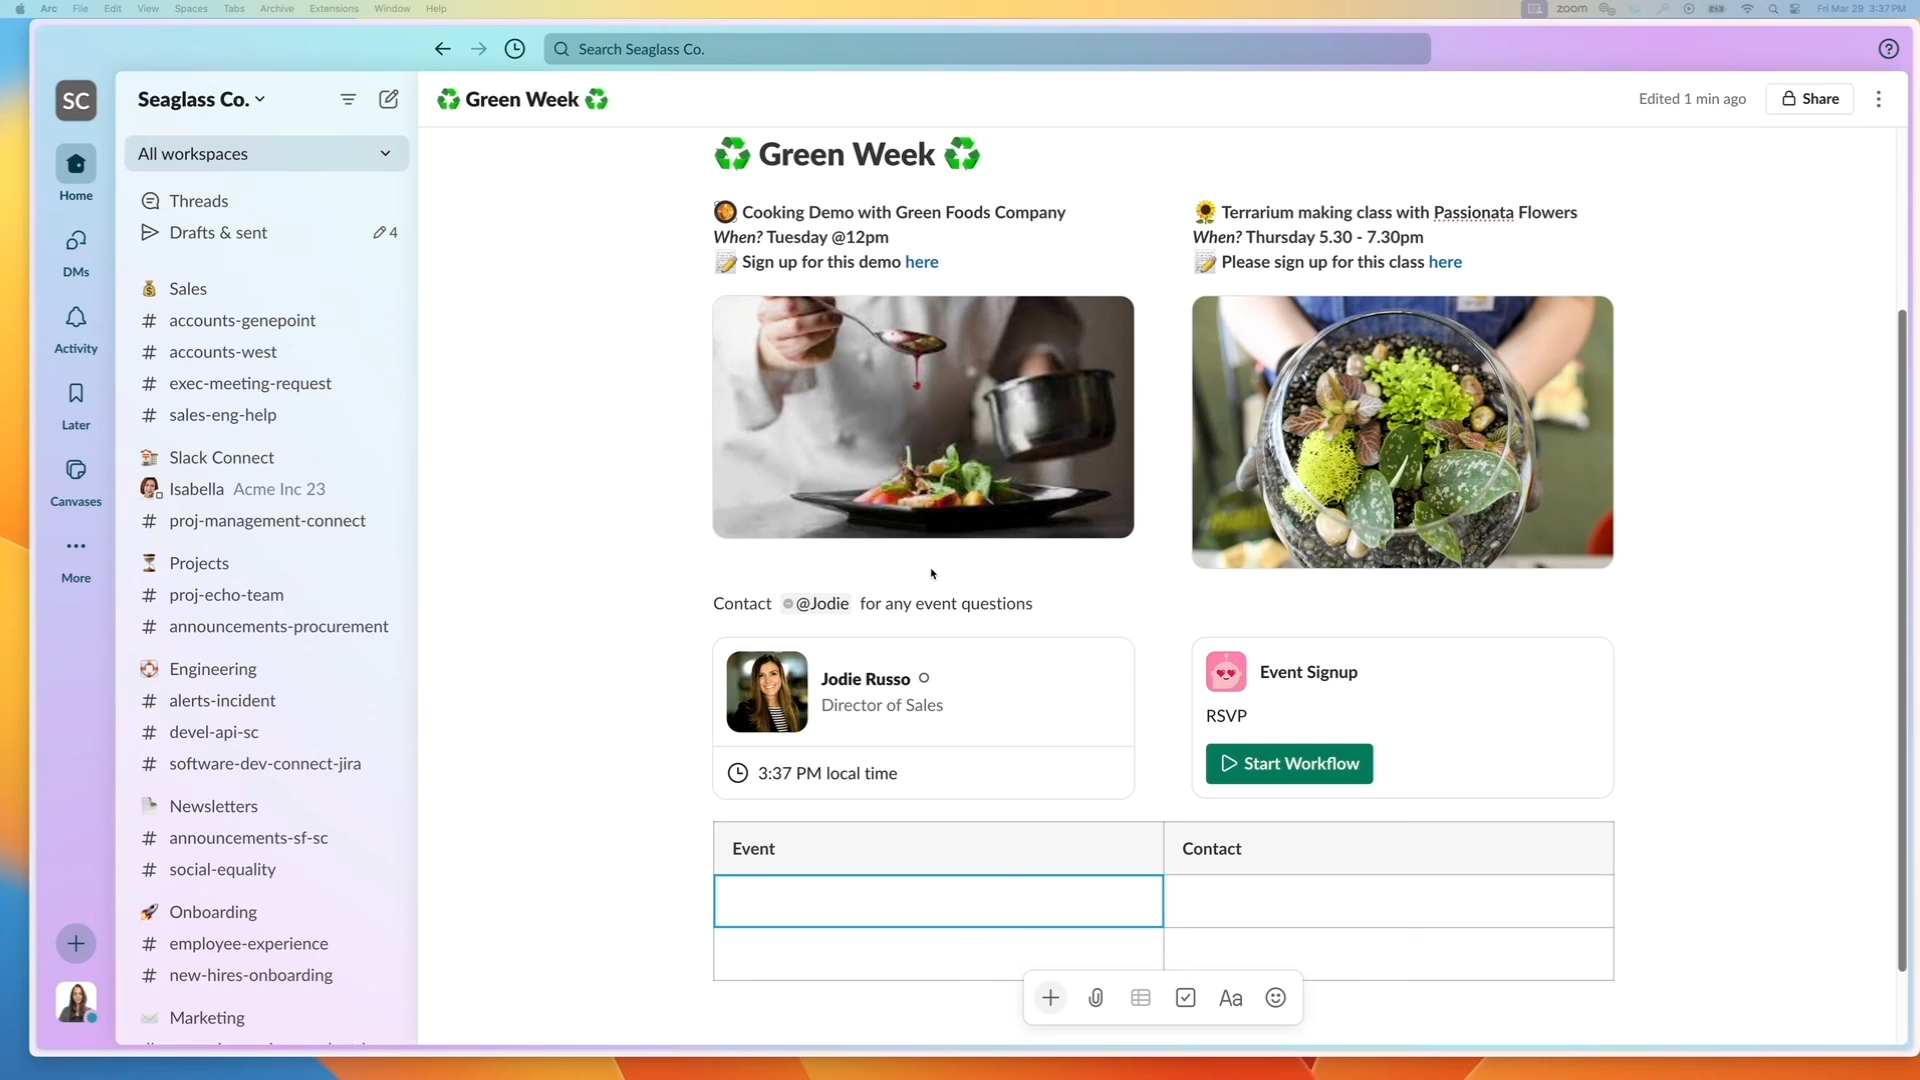 Arc File Edit View Spaces Tabs Archive Extensions Window Help
zoom Fri Mar 29 3:37 PM
Search Seaglass Co.
SC
Home
DMs
Activity
Later
Canvases
More
Seaglass Co.
All workspaces
Threads
Drafts & sent 4
Sales
# accounts-genepoint
# accounts-west
# exec-meeting-request
# sales-eng-help
Slack Connect
Isabella Acme Inc 23
# proj-management-connect
Projects
# proj-echo-team
# announcements-procurement
Engineering
# alerts-incident
# devel-api-sc
# software-dev-connect-jira
Newsletters
# announcements-sf-sc
# social-equality
Onboarding
# employee-experience
# new-hires-onboarding
Marketing
Green Week
Edited 1 min ago
Share
Green Week
Cooking Demo with Green Foods Company
When? Tuesday @12pm
Sign up for this demo here
Terrarium making class with Passionata Flowers
When? Thursday 5.30 - 7.30pm
Please sign up for this class here
Contact @Jodie for any event questions
Jodie Russo
Director of Sales
3:37 PM local time
Event Signup
RSVP
Start Workflow
Event Contact
Aa